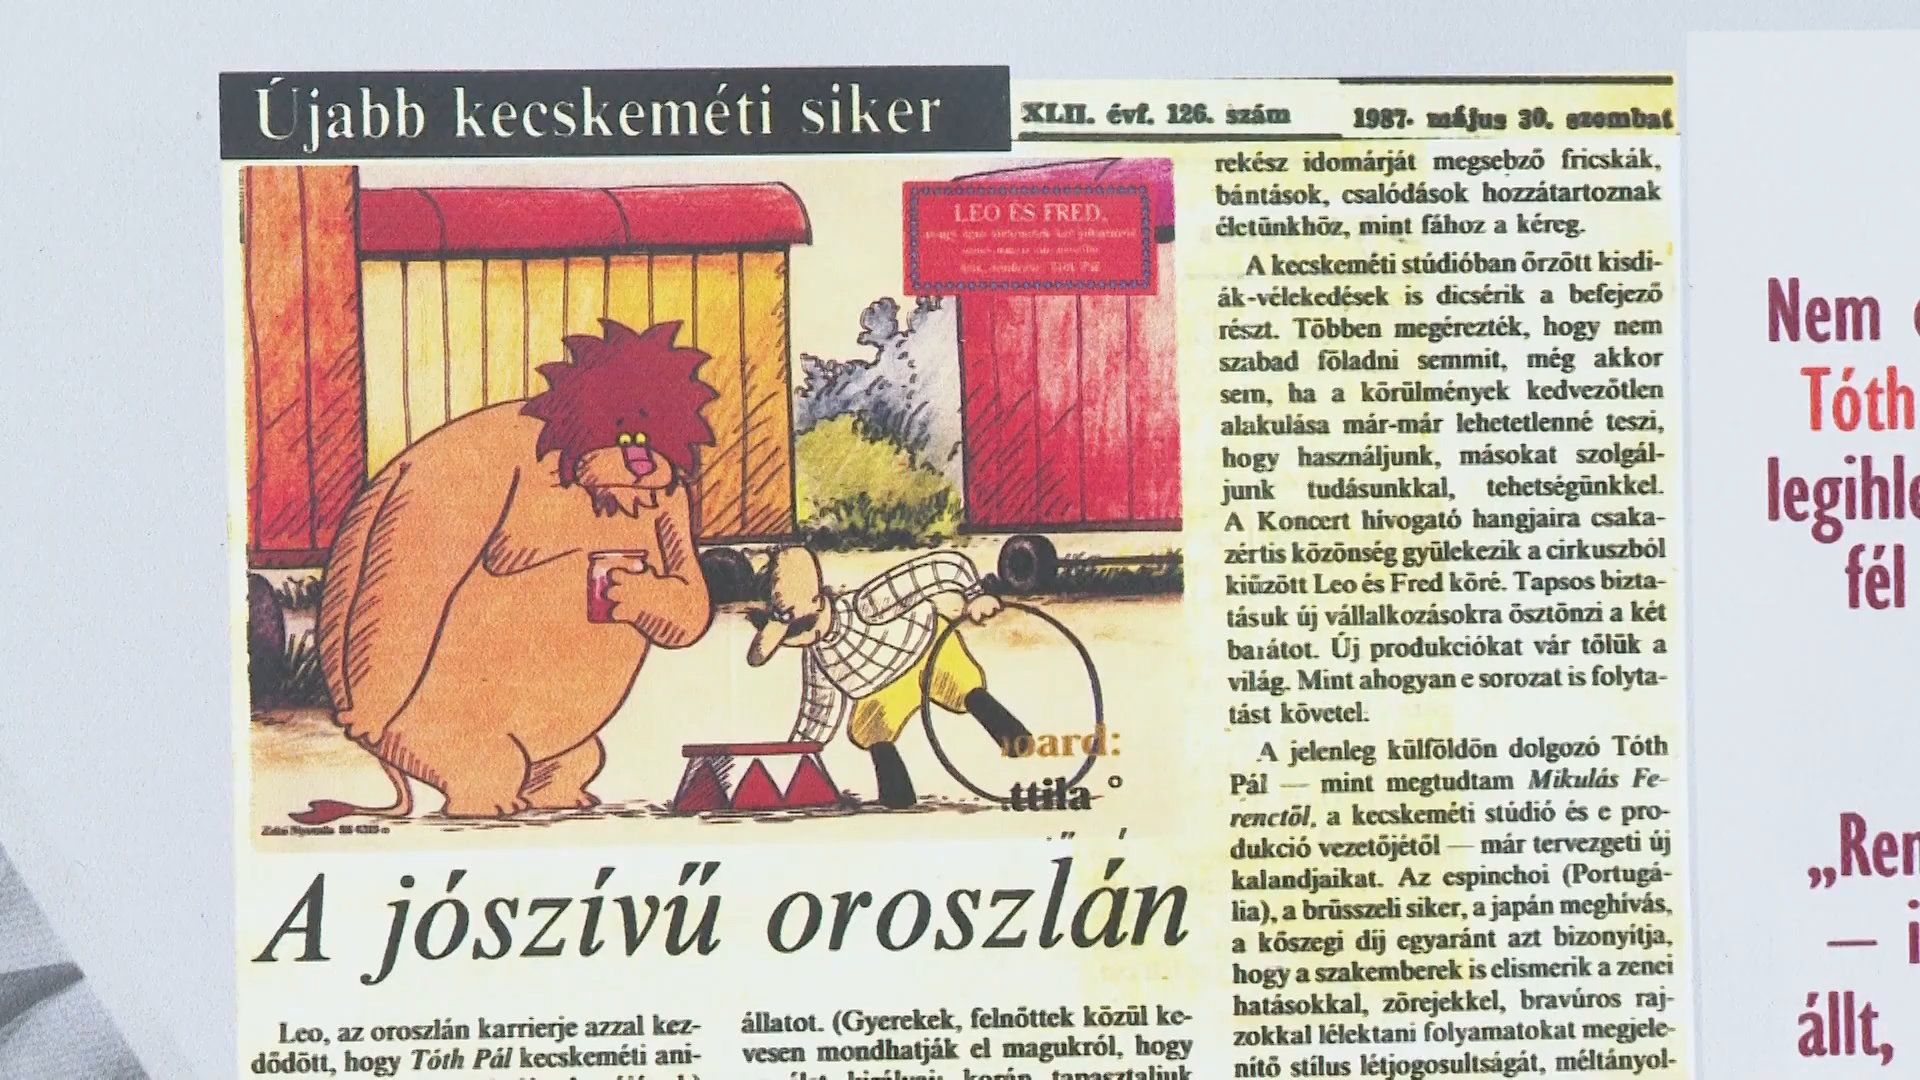 Újabb kecskeméti siker
XLII. évf. 126. szám
1987. május 30. szombat
LEO ÉS FRED,
oard:
ttila
A jószívű oroszlán
Leo, az oroszlán karrierje azzal kez-
dődött, hogy Tóth Pál kecskeméti ani-
állatot. (Gyerekek, felnőttek közül ke-
vesen mondhatják el magukról, hogy
korán tapasztaljuk
rekész idomárját megsebző fricskák,
bántások, csalódások hozzátartoznak
életünkhöz, mint fához a kéreg.
A kecskeméti stúdióban őrzött kisdi-
ák-vélekedések is dicsérik a befejező
részt. Többen megérezték, hogy nem
szabad föladni semmit, még akkor
sem, ha a körülmények kedvezőtlen
alakulása már-már lehetetlenné teszi,
hogy használjunk, másokat szolgál-
junk tudásunkkal, tehetségünkkel.
A Koncert hívogató hangjaira csaka-
zértis közönség gyülekezik a cirkuszból
kiűzött Leo és Fred köré. Tapsos bizta-
tásuk új vállalkozásokra ösztönzi a két
barátot. Új produkciókat vár tőlük a
világ. Mint ahogyan e sorozat is folyta-
tást követel.
A jelenleg külföldön dolgozó Tóth
Pál — mint megtudtam Mikulás Fe-
renctől, a kecskeméti stúdió és e pro-
dukció vezetőjétől — már tervezgeti új
kalandjaikat. Az espinchoi (Portugá-
lia), a brüsszeli siker, a japán meghívás,
a kőszegi díj egyaránt azt bizonyítja,
hogy a szakemberek is elismerik a zenei
hatásokkal, zörejekkel, bravúros raj-
zokkal lélektani folyamatokat megjele-
nítő stílus létjogosultságát, méltányol-
Nem
Tóth
legihle
fél
„Ren
— i
állt,